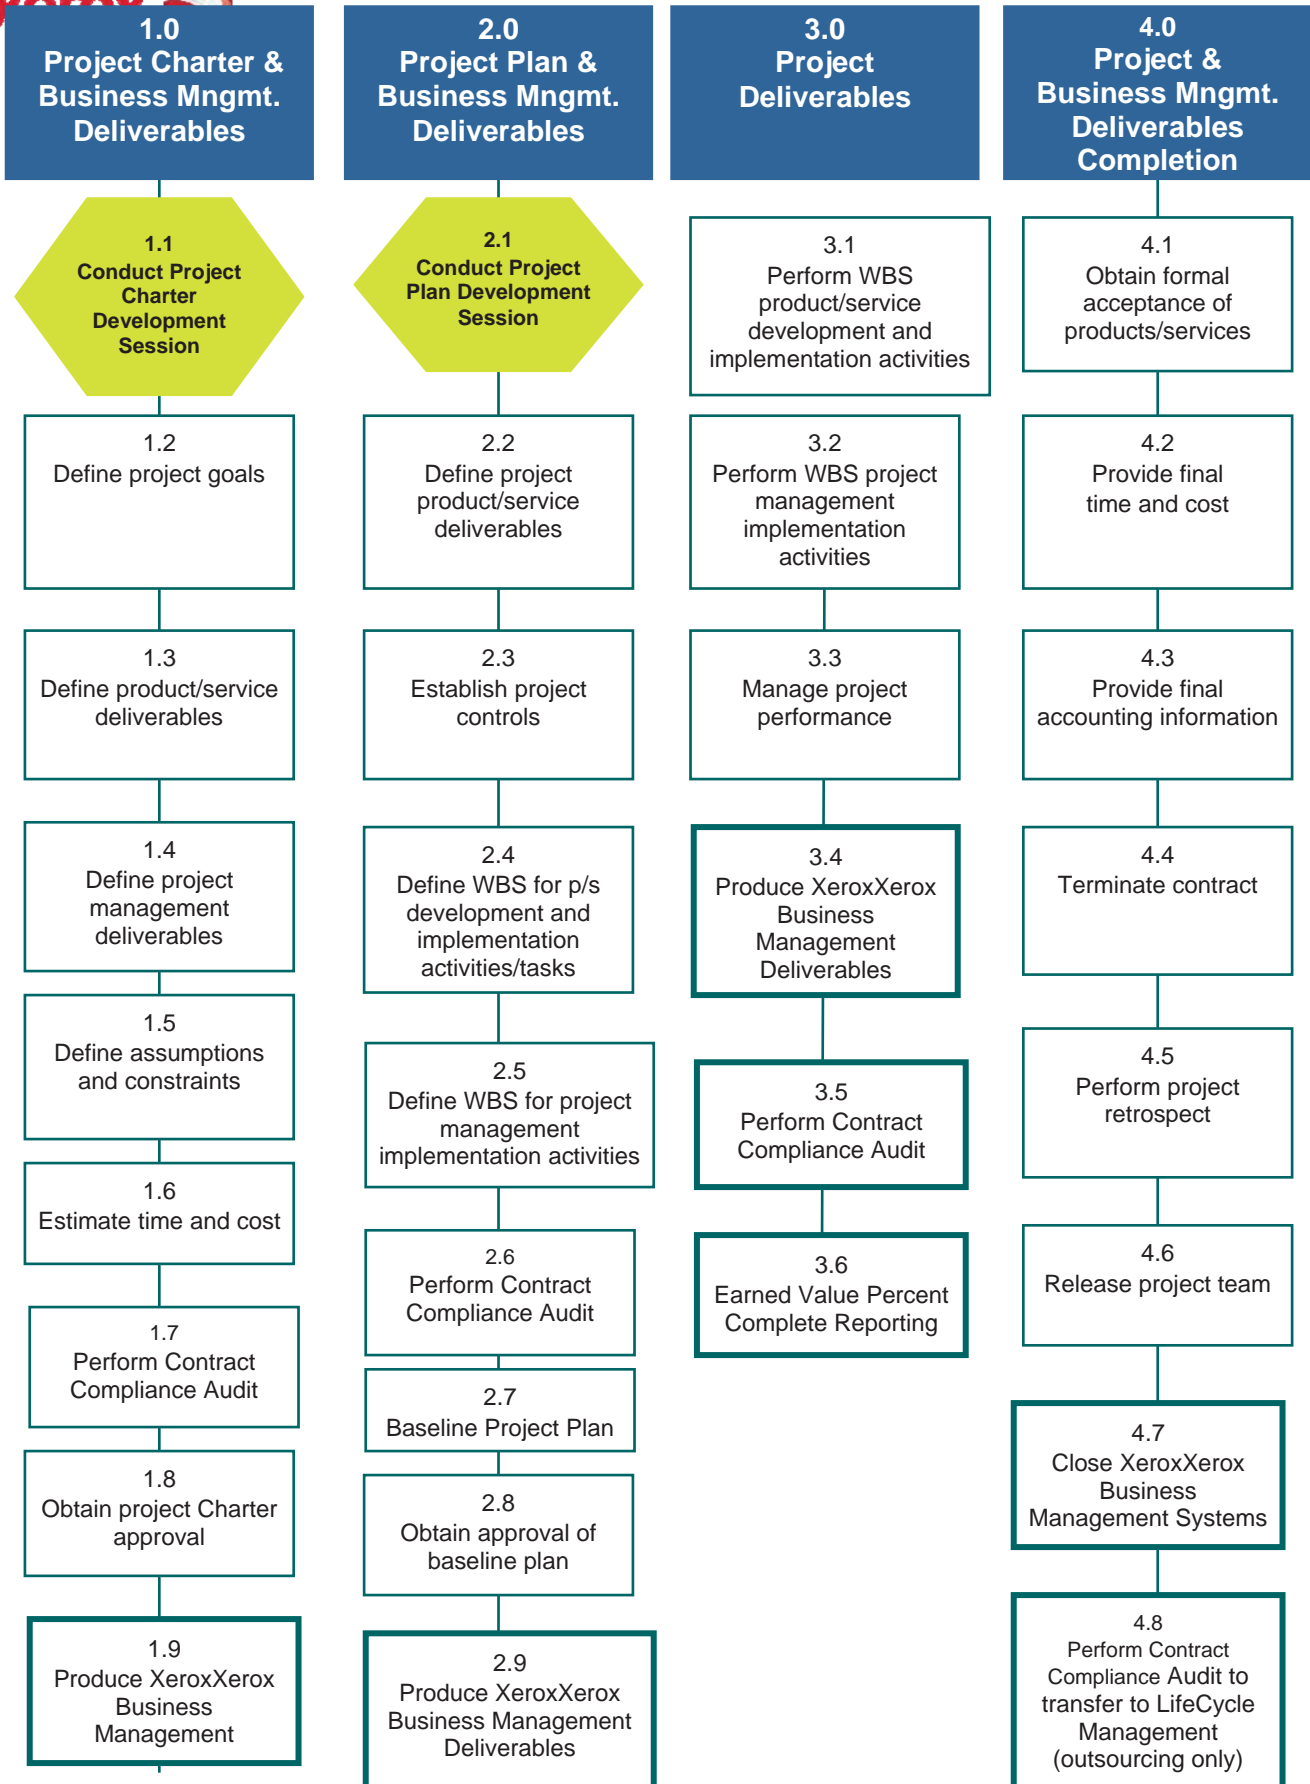 1.0
Project Charter &
Business Mngmt.
Deliverables
1.1
Conduct Project
Charter
Development
Session
1.2
Define project goals
1.3
Define product/service
deliverables
1.4
Define project
management
deliverables
1.5
Define assumptions
and constraints
1.6
Estimate time and cost
1.7
Perform Contract
Compliance Audit
1.8
Obtain project Charter
approval
1.9
Produce XeroxXerox
Business
Management
2.0
Project Plan &
Business Mngmt.
Deliverables
2.1
Conduct Project
Plan Development
Session
2.2
Define project
product/service
deliverables
2.3
Establish project
controls
2.4
Define WBS for p/s
development and
implementation
activities/tasks
2.5
Define WBS for project
management
implementation activities
2.6
Perform Contract
Compliance Audit
2.7
Baseline Project Plan
2.8
Obtain approval of
baseline plan
2.9
Produce XeroxXerox
Business Management
Deliverables
3.0
Project
Deliverables
3.1
Perform WBS
product/service
development and
implementation activities
3.2
Perform WBS project
management
implementation
activities
3.3
Manage project
performance
3.4
Produce XeroxXerox
Business
Management
Deliverables
3.5
Perform Contract
Compliance Audit
3.6
Earned Value Percent
Complete Reporting
4.0
Project &
Business Mngmt.
Deliverables
Completion
4.1
Obtain formal
acceptance of
products/services
4.2
Provide final
time and cost
4.3
Provide final
accounting information
4.4
Terminate contract
4.5
Perform project
retrospect
4.6
Release project team
4.7
Close XeroxXerox
Business
Management Systems
4.8
Perform Contract
Compliance Audit to
transfer to LifeCycle
Management
(outsourcing only)